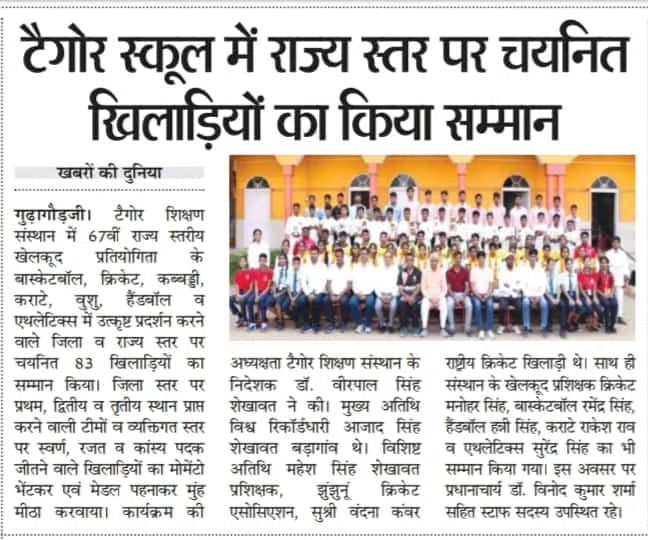 टैगोर स्कूल में राज्य स्तर पर चयनित
खिलाड़ियों का किया सम्मान
खबरों की दुनिया
गुढ़ागौड़जी। टैगोर शिक्षण
संस्थान में 67वीं राज्य स्तरीय
खेलकूद प्रतियोगिता के
बास्केटबॉल, क्रिकेट, कब्बड्डी,
कराटे, वुशु, हैंडबॉल व
एथलेटिक्स में उत्कृष्ट प्रदर्शन करने
वाले जिला व राज्य स्तर पर
चयनित 83 खिलाड़ियों का
सम्मान किया। जिला स्तर पर
प्रथम, द्वितीय व तृतीय स्थान प्राप्त
करने वाली टीमों व व्यक्तिगत स्तर
पर स्वर्ण, रजत व कांस्य पदक
जीतने वाले खिलाड़ियों का मोमेंटो
भेंटकर एवं मेडल पहनाकर मुंह
मीठा करवाया। कार्यक्रम की
अध्यक्षता टैगोर शिक्षण संस्थान के
निदेशक डॉ. वीरपाल सिंह
शेखावत ने की। मुख्य अतिथि
विश्व रिकॉर्डधारी आजाद सिंह
शेखावत बड़ागांव थे। विशिष्ट
अतिथि महेश सिंह शेखावत
प्रशिक्षक, झुंझुनूं क्रिकेट
एसोसिएशन, सुश्री वंदना कंवर
राष्ट्रीय क्रिकेट खिलाड़ी थे। साथ ही
संस्थान के खेलकूद प्रशिक्षक क्रिकेट
मनोहर सिंह, बास्केटबॉल रमेंद्र सिंह,
हैंडबॉल हन्नी सिंह, कराटे राकेश राव
व एथलेटिक्स सुरेंद्र सिंह का भी
सम्मान किया गया। इस अवसर पर
प्रधानाचार्य डॉ. विनोद कुमार शर्मा
सहित स्टाफ सदस्य उपस्थित रहे।